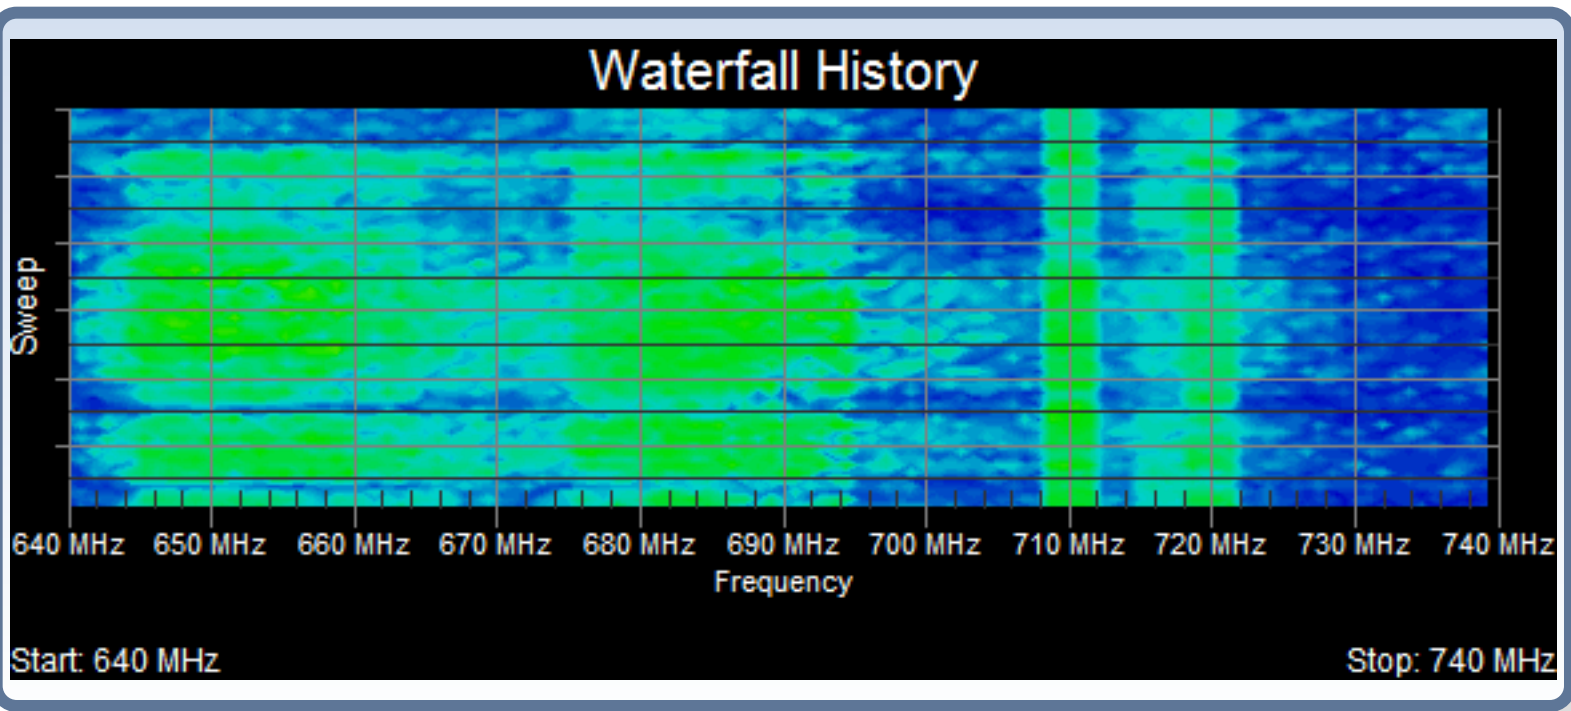 Waterfall History
Sweep
640 MHz 650 MHz 660 MHz 670 MHz 680 MHz 690 MHz 700 MHz 710 MHz 720 MHz 730 MHz 740 MHz
Frequency
Start: 640 MHz Stop: 740 MHz